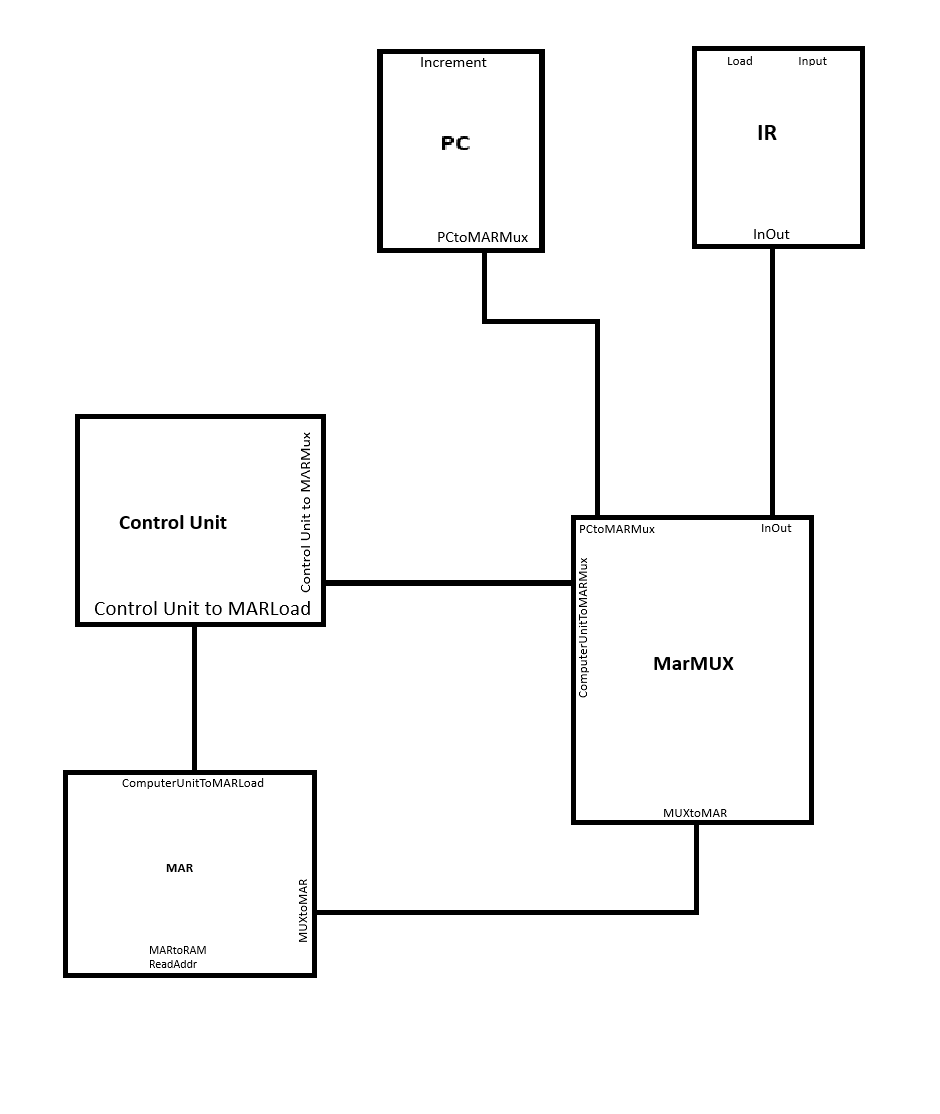 Increment
PC
PCtoMARMux
Load
Input
IR
InOut
Control Unit
Control Unit to MARMux
Control Unit to MARLoad
PCtoMARMux
InOut
ComputerUnitToMARMux
MarMUX
MUXtoMAR
ComputerUnitToMARLoad
MAR
MUXtoMAR
MARtoRAM
ReadAddr